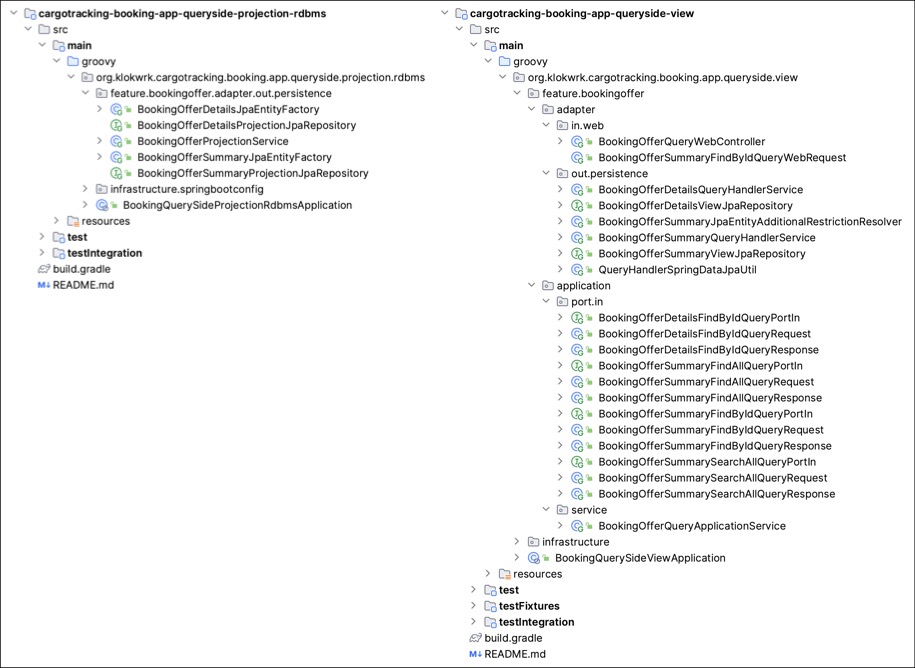 cargotracking-booking-app-queryside-projection-rdbms
src
main
groovy
org.klokwrk.cargotracking.booking.app.queryside.projection.rdbms
feature.bookingoffer.adapter.out.persistence
BookingOfferDetailsJpaEntityFactory
BookingOfferDetailsProjectionJpaRepository
BookingOfferProjectionService
BookingOfferSummaryJpaEntityFactory
BookingOfferSummaryProjectionJpaRepository
infrastructure.springbootconfig
BookingQuerySideProjectionRdbmsApplication
resources
test
testIntegration
build.gradle
M↓ README.md
cargotracking-booking-app-queryside-view
src
main
groovy
org.klokwrk.cargotracking.booking.app.queryside.view
feature.bookingoffer
adapter
in.web
BookingOfferQueryWebController
BookingOfferSummaryFindByIdQueryWebRequest
out.persistence
BookingOfferDetailsQueryHandlerService
BookingOfferDetailsViewJpaRepository
BookingOfferSummaryJpaEntityAdditionalRestrictionResolver
BookingOfferSummaryQueryHandlerService
BookingOfferSummaryViewJpaRepository
QueryHandlerSpringDataJpaUtil
application
port.in
BookingOfferDetailsFindByIdQueryPortIn
BookingOfferDetailsFindByIdQueryRequest
BookingOfferDetailsFindByIdQueryResponse
BookingOfferSummaryFindAllQueryPortIn
BookingOfferSummaryFindAllQueryRequest
BookingOfferSummaryFindAllQueryResponse
BookingOfferSummaryFindByIdQueryPortIn
BookingOfferSummaryFindByIdQueryRequest
BookingOfferSummaryFindByIdQueryResponse
BookingOfferSummarySearchAllQueryPortIn
BookingOfferSummarySearchAllQueryRequest
BookingOfferSummarySearchAllQueryResponse
service
BookingOfferQueryApplicationService
infrastructure
BookingQuerySideViewApplication
resources
test
testFixtures
testIntegration
build.gradle
M↓ README.md